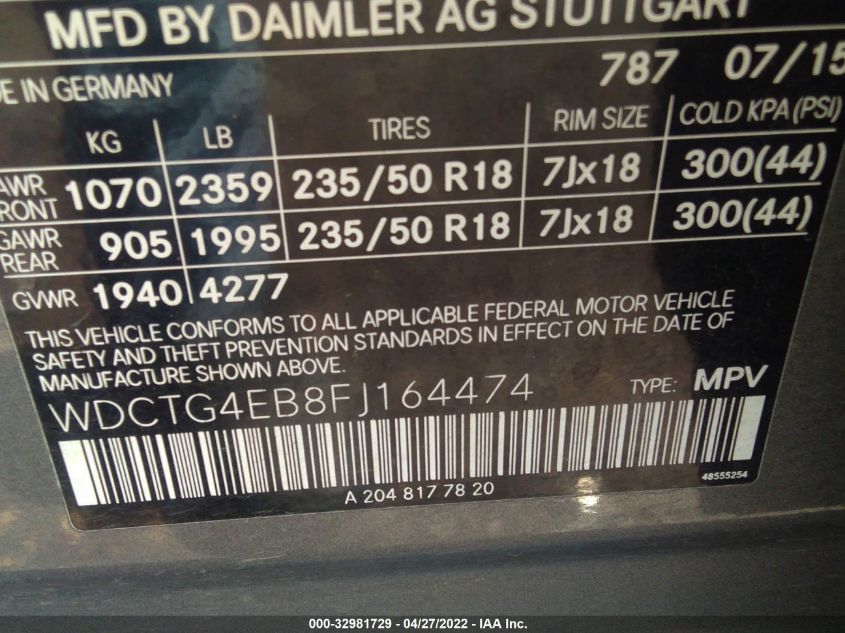 MFD BY DAIMLER AG STUTTGART
IN GERMANY 787 07/15
KG LB TIRES RIM SIZE COLD KPA (PSI)
FRONT 1070 2359 235/50 R18 7Jx18 300(44)
GAWR REAR 905 1995 235/50 R18 7Jx18 300(44)
GVWR 1940 4277
THIS VEHICLE CONFORMS TO ALL APPLICABLE FEDERAL MOTOR VEHICLE
SAFETY AND THEFT PREVENTION STANDARDS IN EFFECT ON THE DATE OF
MANUFACTURE SHOWN ABOVE.
WDCTG4EB8FJ164474 TYPE: MPV
48555254
A 204 817 78 20
000-32981729 - 04/27/2022 - IAA Inc.